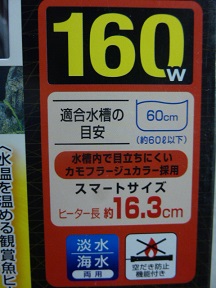 160W
適合水槽の
目安
60cm
(約60ℓ以下)
水槽内で目立ちにくい
カモフラージュカラー採用
スマートサイズ
ヒーター長 約16.3cm
淡水
海水
両用
空だき防止
機能付き
〈水温を温める観賞魚ヒ